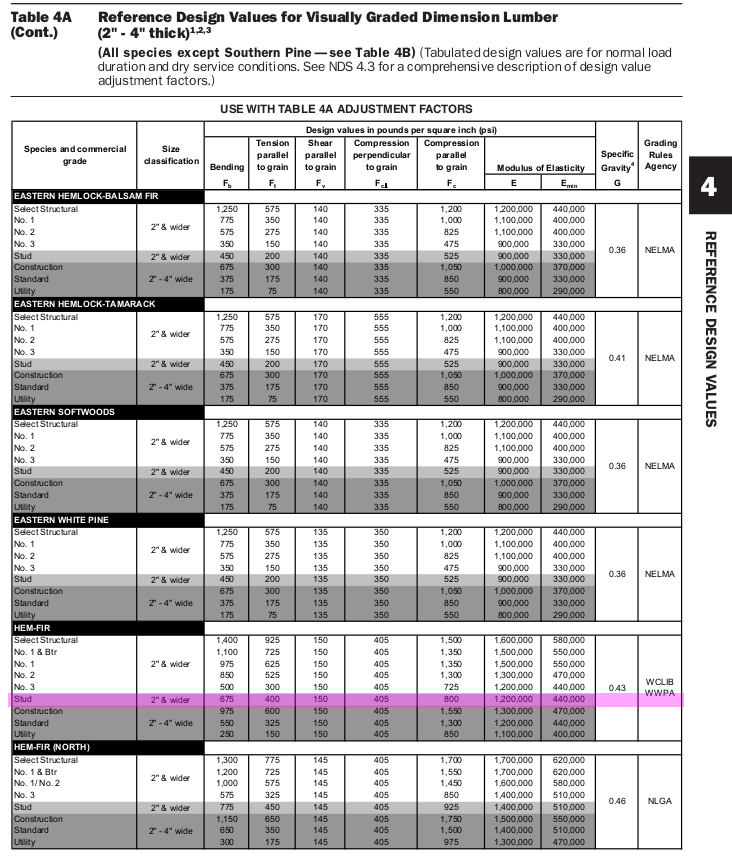 Table 4A Reference Design Values for Visually Graded Dimension Lumber
(Cont.) (2" - 4" thick)1,2,3
(All species except Southern Pine — see Table 4B) (Tabulated design values are for normal load
duration and dry service conditions. See NDS 4.3 for a comprehensive description of design value
adjustment factors.)
USE WITH TABLE 4A ADJUSTMENT FACTORS
Species and commercial grade
Size classification
Design values in pounds per square inch (psi)
Bending Fb
Tension parallel to grain Ft
Shear parallel to grain Fv
Compression perpendicular to grain Fc⊥
Compression parallel to grain Fc
Modulus of Elasticity
E Emin
Specific Gravity4 G
Grading Rules Agency
EASTERN HEMLOCK-BALSAM FIR
Select Structural 1,250 575 140 335 1,200 1,200,000 440,000
No. 1 775 350 140 335 1,000 1,100,000 400,000
2" & wider
No. 2 575 275 140 335 825 1,100,000 400,000
No. 3 350 150 140 335 475 900,000 330,000
0.36 NELMA
Stud 2" & wider 450 200 140 335 525 900,000 330,000
Construction 675 300 140 335 1,050 1,000,000 370,000
Standard 2" - 4" wide 375 175 140 335 850 900,000 330,000
Utility 175 75 140 335 550 800,000 290,000
EASTERN HEMLOCK-TAMARACK
Select Structural 1,250 575 170 555 1,200 1,200,000 440,000
No. 1 775 350 170 555 1,000 1,100,000 400,000
2" & wider
No. 2 575 275 170 555 825 1,100,000 400,000
No. 3 350 150 170 555 475 900,000 330,000
0.41 NELMA
Stud 2" & wider 450 200 170 555 525 900,000 330,000
Construction 675 300 170 555 1,050 1,000,000 370,000
Standard 2" - 4" wide 375 175 170 555 850 900,000 330,000
Utility 175 75 170 555 550 800,000 290,000
EASTERN SOFTWOODS
Select Structural 1,250 575 140 335 1,200 1,200,000 440,000
No. 1 775 350 140 335 1,000 1,100,000 400,000
2" & wider
No. 2 575 275 140 335 825 1,100,000 400,000
No. 3 350 150 140 335 475 900,000 330,000
0.36 NELMA
Stud 2" & wider 450 200 140 335 525 900,000 330,000
Construction 675 300 140 335 1,050 1,000,000 370,000
Standard 2" - 4" wide 375 175 140 335 850 900,000 330,000
Utility 175 75 140 335 550 800,000 290,000
EASTERN WHITE PINE
Select Structural 1,250 575 135 350 1,200 1,200,000 440,000
No. 1 775 350 135 350 1,000 1,100,000 400,000
2" & wider
No. 2 575 275 135 350 825 1,100,000 400,000
No. 3 350 150 135 350 475 900,000 330,000
0.36 NELMA
Stud 2" & wider 450 200 135 350 525 900,000 330,000
Construction 675 300 135 350 1,050 1,000,000 370,000
Standard 2" - 4" wide 375 175 135 350 850 900,000 330,000
Utility 175 75 135 350 550 800,000 290,000
HEM-FIR
Select Structural 1,400 925 150 405 1,500 1,600,000 580,000
No. 1 & Btr 1,100 725 150 405 1,350 1,500,000 550,000
No. 1 2" & wider 975 625 150 405 1,350 1,500,000 550,000
No. 2 850 525 150 405 1,300 1,300,000 470,000
No. 3 500 300 150 405 725 1,200,000 440,000
0.43 WCLIB WWPA
Stud 2" & wider 675 400 150 405 800 1,200,000 440,000
Construction 975 600 150 405 1,550 1,300,000 470,000
Standard 2" - 4" wide 550 325 150 405 1,300 1,200,000 440,000
Utility 250 150 150 405 850 1,100,000 400,000
HEM-FIR (NORTH)
Select Structural 1,300 775 145 405 1,700 1,700,000 620,000
No. 1 & Btr 1,200 725 145 405 1,550 1,700,000 620,000
2" & wider
No. 1/ No. 2 1,000 575 145 405 1,450 1,600,000 580,000
No. 3 575 325 145 405 850 1,400,000 510,000
0.46 NLGA
Stud 2" & wider 775 450 145 405 925 1,400,000 510,000
Construction 1,150 650 145 405 1,750 1,500,000 550,000
Standard 2" - 4" wide 650 350 145 405 1,500 1,400,000 510,000
Utility 300 175 145 405 975 1,300,000 470,000
4
REFERENCE DESIGN VALUES